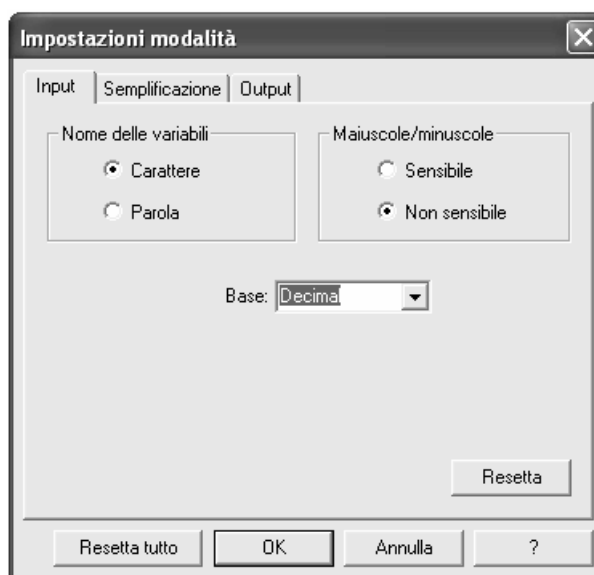 Impostazioni modalità
Input Semplificazione Output
Nome delle variabili Maiuscole/minuscole
Carattere Sensibile
Parola Non sensibile
Base: Decimal
Resetta
Resetta tutto OK Annulla ?